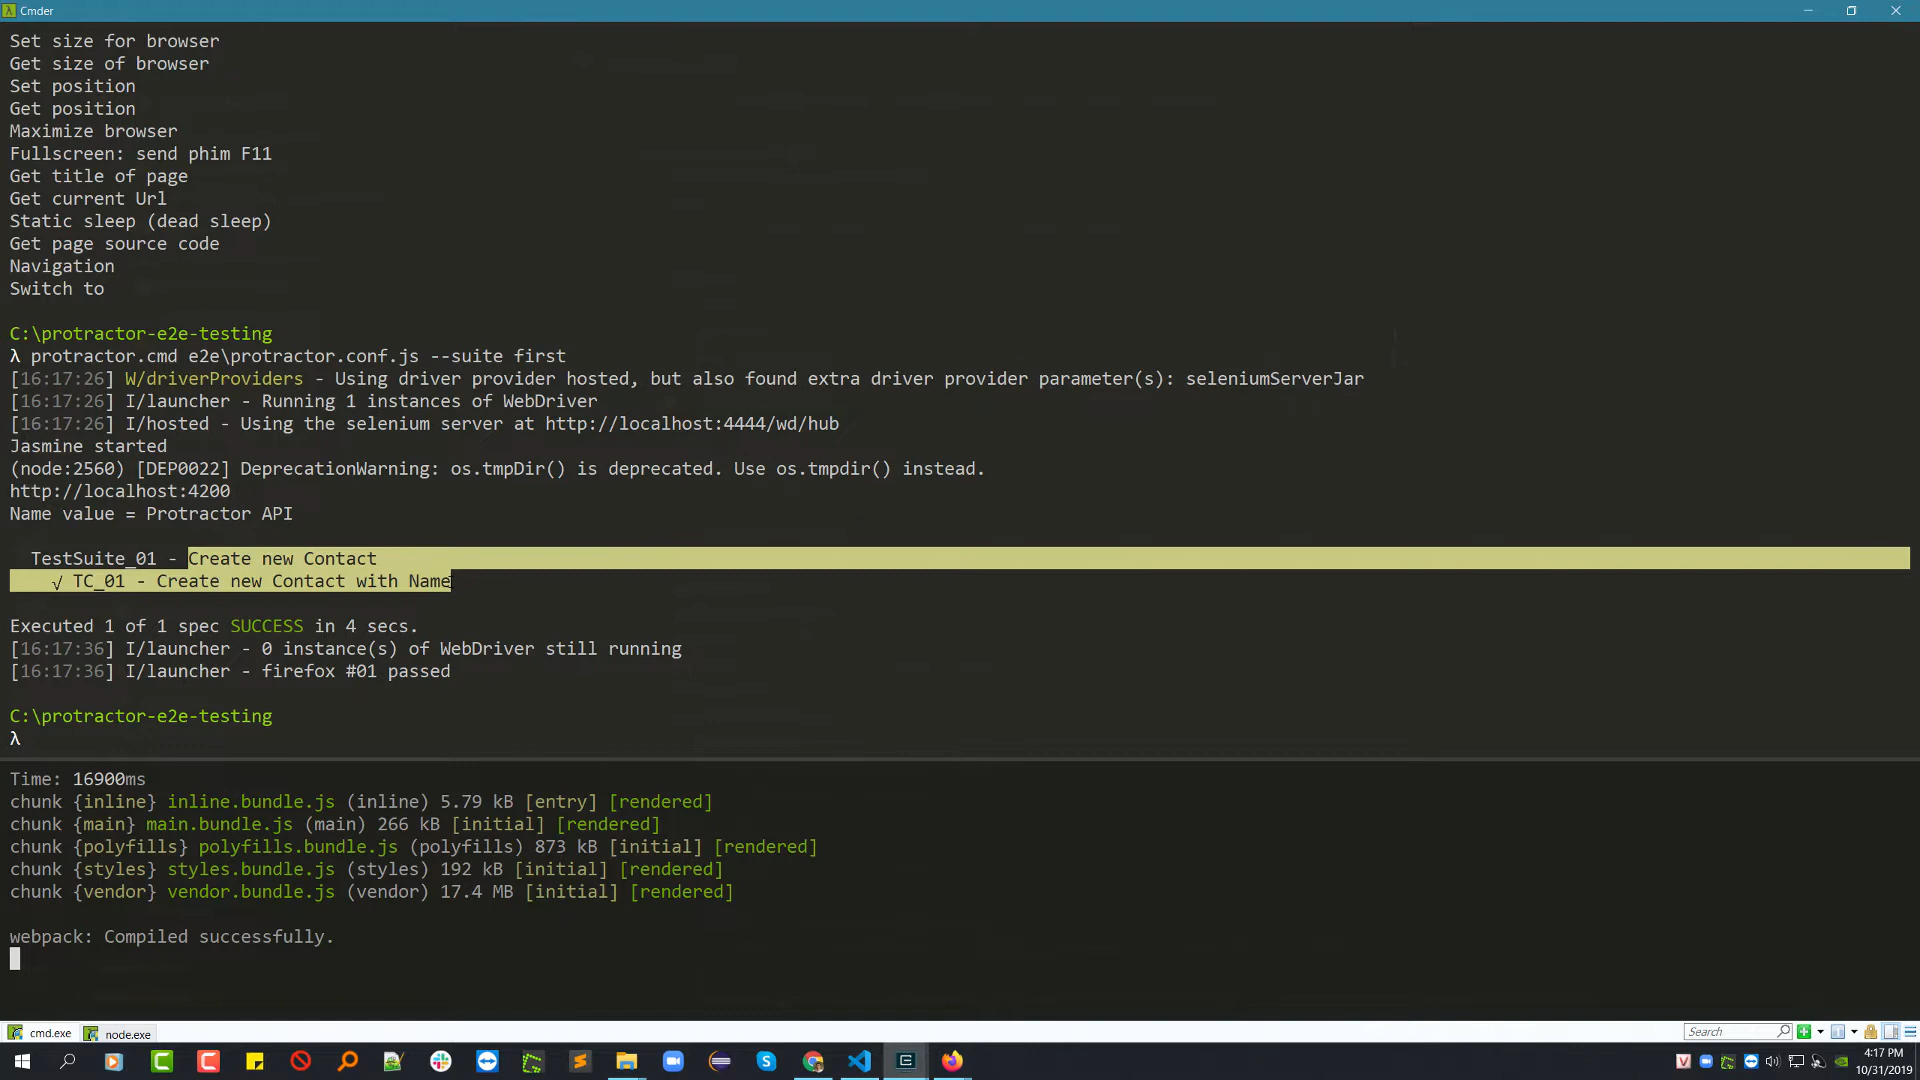 Cmder
Set size for browser
Get size of browser
Set position
Get position
Maximize browser
Fullscreen: send phim F11
Get title of page
Get current Url
Static sleep (dead sleep)
Get page source code
Navigation
Switch to
C:\protractor-e2e-testing
λ protractor.cmd e2e\protractor.conf.js --suite first
[16:17:26] W/driverProviders - Using driver provider hosted, but also found extra driver provider parameter(s): seleniumServerJar
[16:17:26] I/launcher - Running 1 instances of WebDriver
[16:17:26] I/hosted - Using the selenium server at http://localhost:4444/wd/hub
Jasmine started
(node:2560) [DEP0022] DeprecationWarning: os.tmpDir() is deprecated. Use os.tmpdir() instead.
http://localhost:4200
Name value = Protractor API
TestSuite_01 - Create new Contact
√ TC_01 - Create new Contact with Name
Executed 1 of 1 spec SUCCESS in 4 secs.
[16:17:36] I/launcher - 0 instance(s) of WebDriver still running
[16:17:36] I/launcher - firefox #01 passed
C:\protractor-e2e-testing
λ
Time: 16900ms
chunk {inline} inline.bundle.js (inline) 5.79 kB [entry] [rendered]
chunk {main} main.bundle.js (main) 266 kB [initial] [rendered]
chunk {polyfills} polyfills.bundle.js (polyfills) 873 kB [initial] [rendered]
chunk {styles} styles.bundle.js (styles) 192 kB [initial] [rendered]
chunk {vendor} vendor.bundle.js (vendor) 17.4 MB [initial] [rendered]
webpack: Compiled successfully.
cmd.exe
node.exe
Search
4:17 PM
10/31/2019